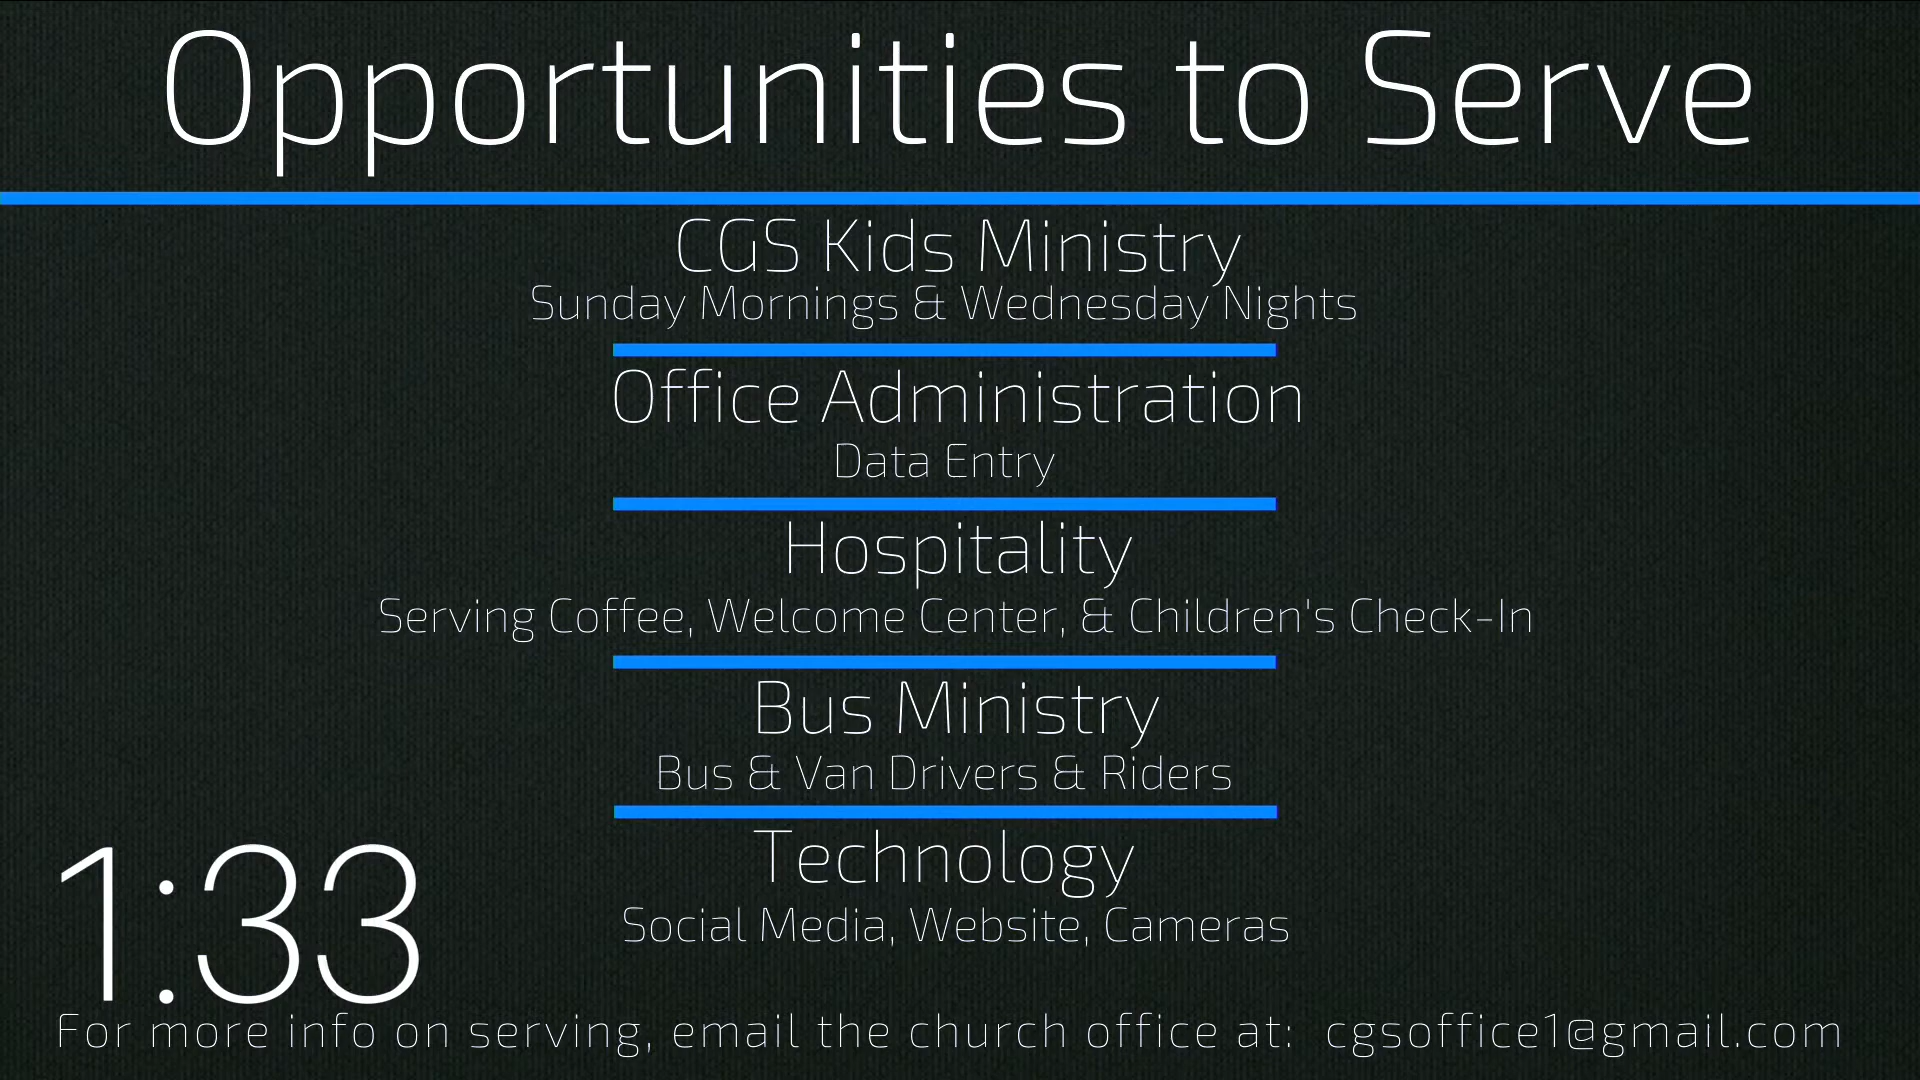 Opportunities to Serve
CGS Kids Ministry
Sunday Mornings & Wednesday Nights
Office Administration
Data Entry
Hospitality
Serving Coffee, Welcome Center, & Children's Check-In
Bus Ministry
Bus & Van Drivers & Riders
Technology
Social Media, Website, Cameras
1:33
For more info on serving, email the church office at: cgsoffice1@gmail.com